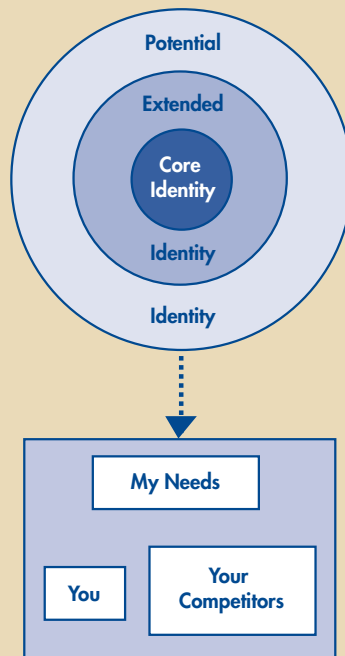 Potential
Extended
Core
Identity
Identity
Identity
My Needs
You
Your
Competitors